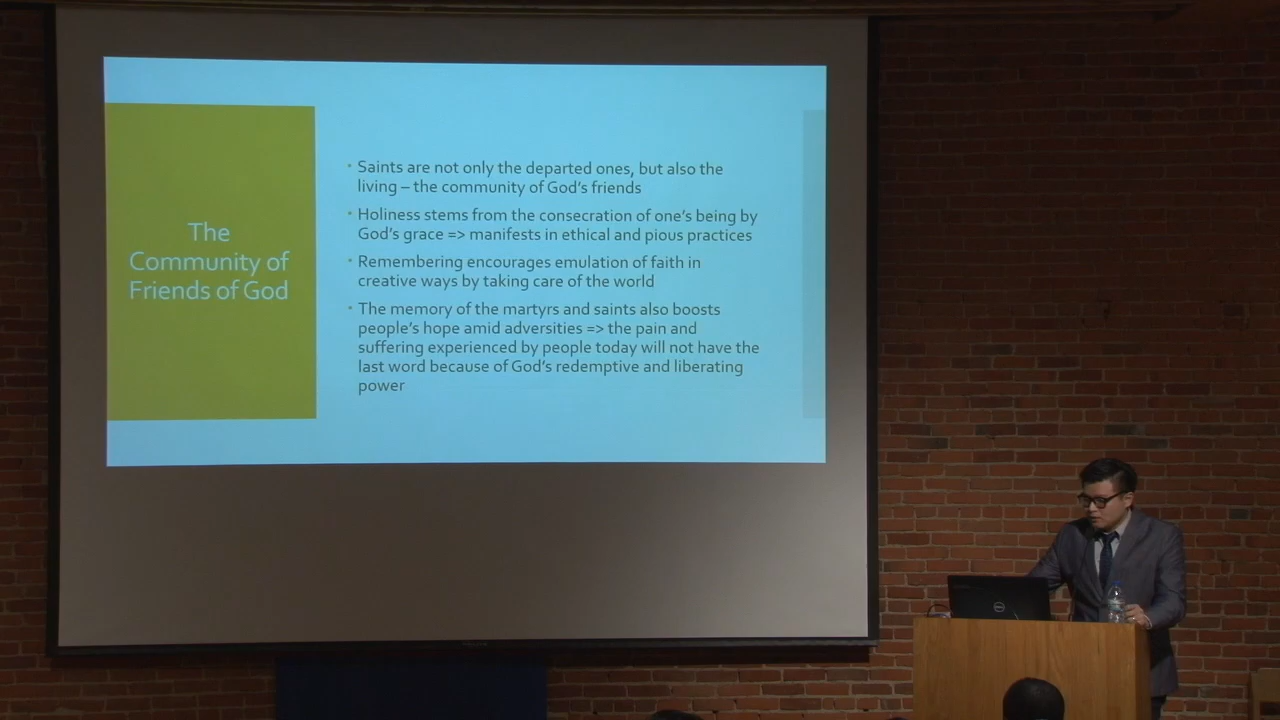 The
Community of
Friends of God
Saints are not only the departed ones, but also the
living – the community of God's friends
Holiness stems from the consecration of one's being by
God's grace => manifests in ethical and pious practices
Remembering encourages emulation of faith in
creative ways by taking care of the world
The memory of the martyrs and saints also boosts
people's hope amid adversities => the pain and
suffering experienced by people today will not have the
last word because of God's redemptive and liberating
power
DELL